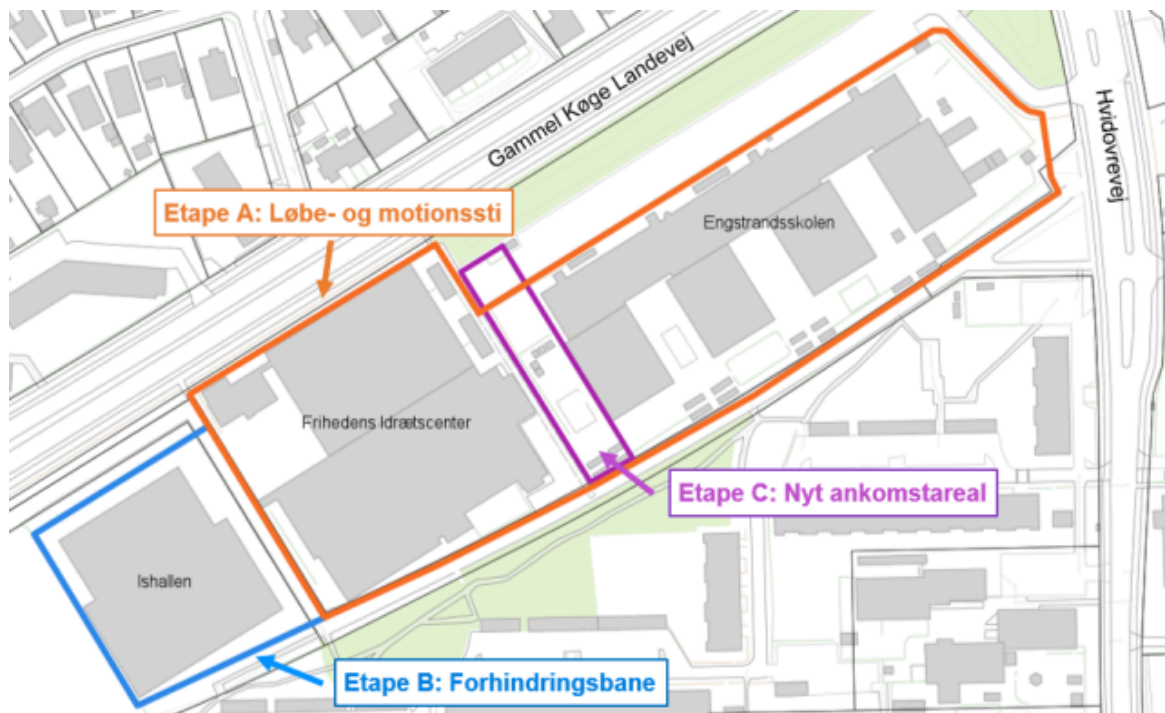 Gammel Køge Landevej
Hvidovrevej
Etape A: Løbe- og motionssti
Engstrandsskolen
Frihedens Idrætscenter
Etape C: Nyt ankomstareal
Ishallen
Etape B: Forhindringsbane